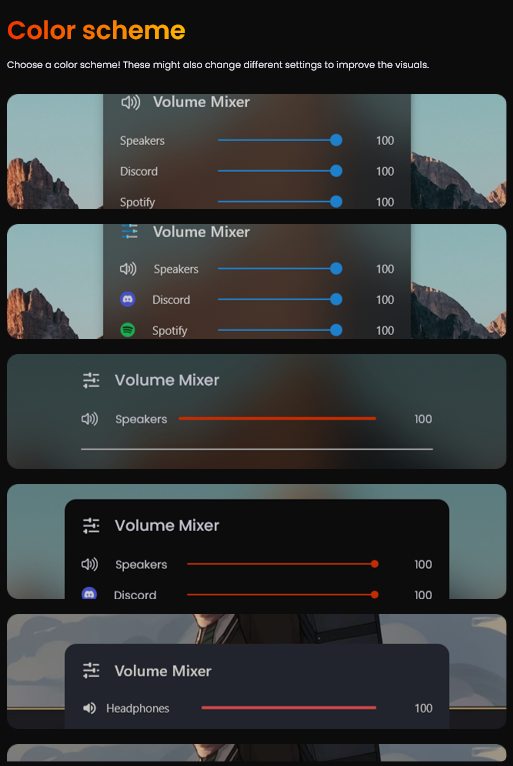 Color scheme
Choose a color scheme! These might also change different settings to improve the visuals.
Volume Mixer
Speakers 100
Discord 100
Spotify 100
Volume Mixer
Speakers 100
Discord 100
Spotify 100
Volume Mixer
Speakers 100
Volume Mixer
Speakers 100
Discord 100
Volume Mixer
Headphones 100